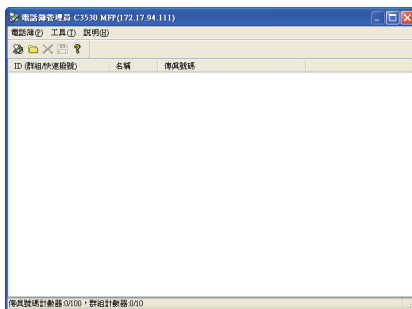 電話簿管理員 C3530 MFP(172.17.94.111)
電話簿(P) 工具(T) 說明(H)
ID (群組/快速撥號) 名稱 傳真號碼
傳真號碼計數器:0/100，群組計數器:0/10